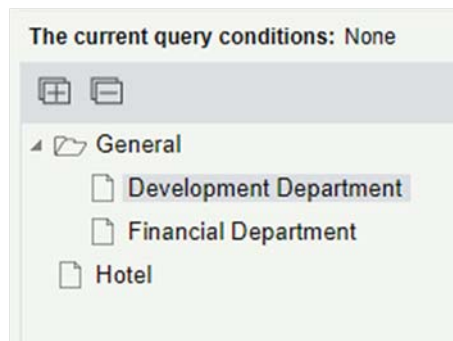 The current query conditions: None
General
Development Department
Financial Department
Hotel